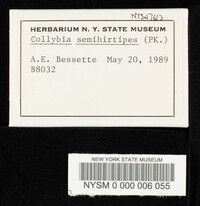 HERBARIUM N. Y. STATE MUSEUM
Collybia semihirtipes (PK.)
A.E. Bessette May 20, 1989
B8032
NEW YORK STATE MUSEUM
NYSM 0 000 006 055